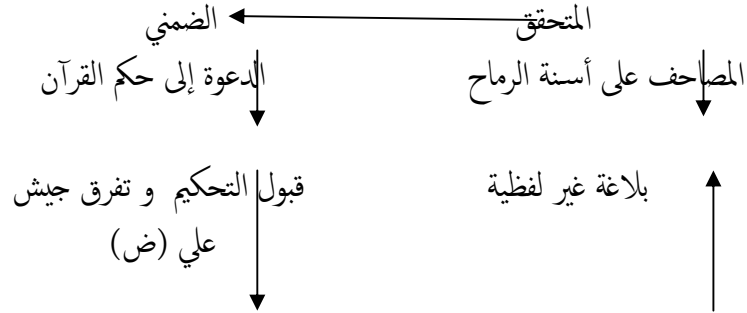 المتحقق الضمني
المصاحف على أسنة الرماح الدعوة إلى حكم القرآن
بلاغة غير لفظية قبول التحكيم و تفرق جيش
علي (ض)